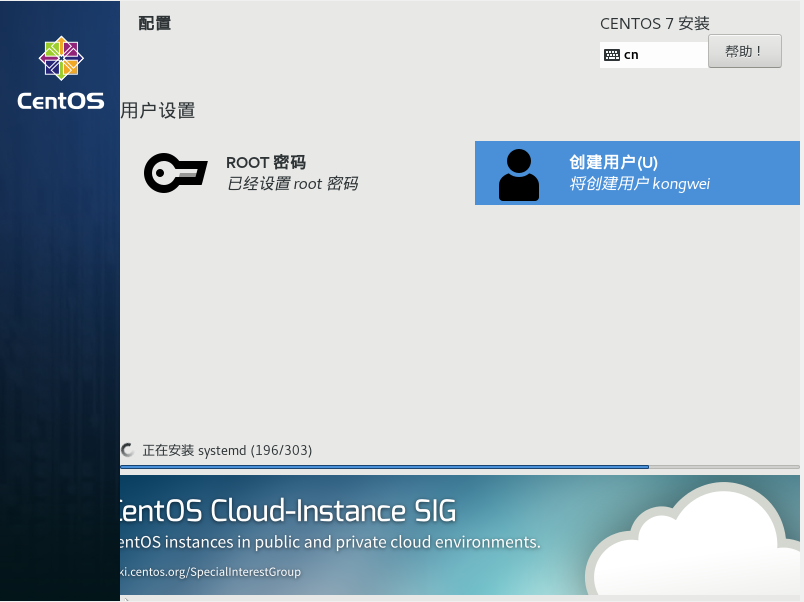 配置
CENTOS 7 安装
cn
帮助！
CentOS
用户设置
ROOT 密码
已经设置 root 密码
创建用户(U)
将创建用户 kongwei
正在安装 systemd (196/303)
CentOS Cloud-Instance SIG
entOS instances in public and private cloud environments.
ki.centos.org/SpecialInterestGroup